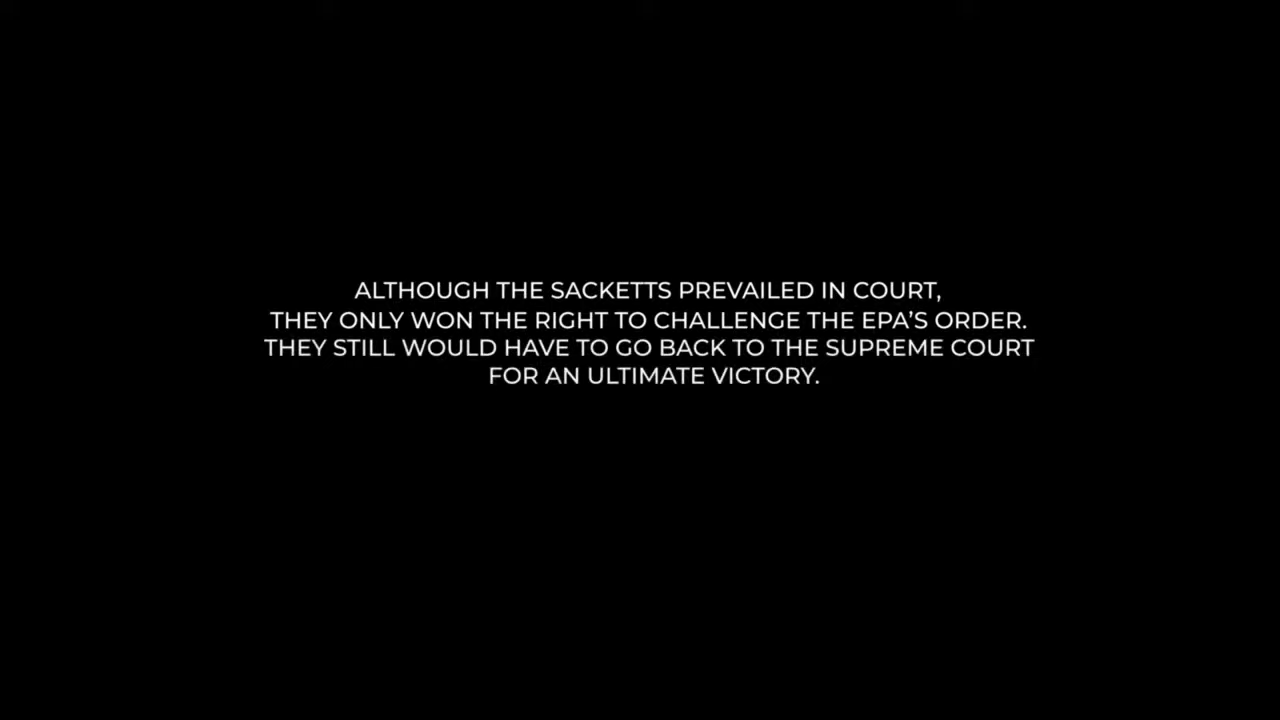 ALTHOUGH THE SACKETTS PREVAILED IN COURT,
THEY ONLY WON THE RIGHT TO CHALLENGE THE EPA'S ORDER.
THEY STILL WOULD HAVE TO GO BACK TO THE SUPREME COURT
FOR AN ULTIMATE VICTORY.